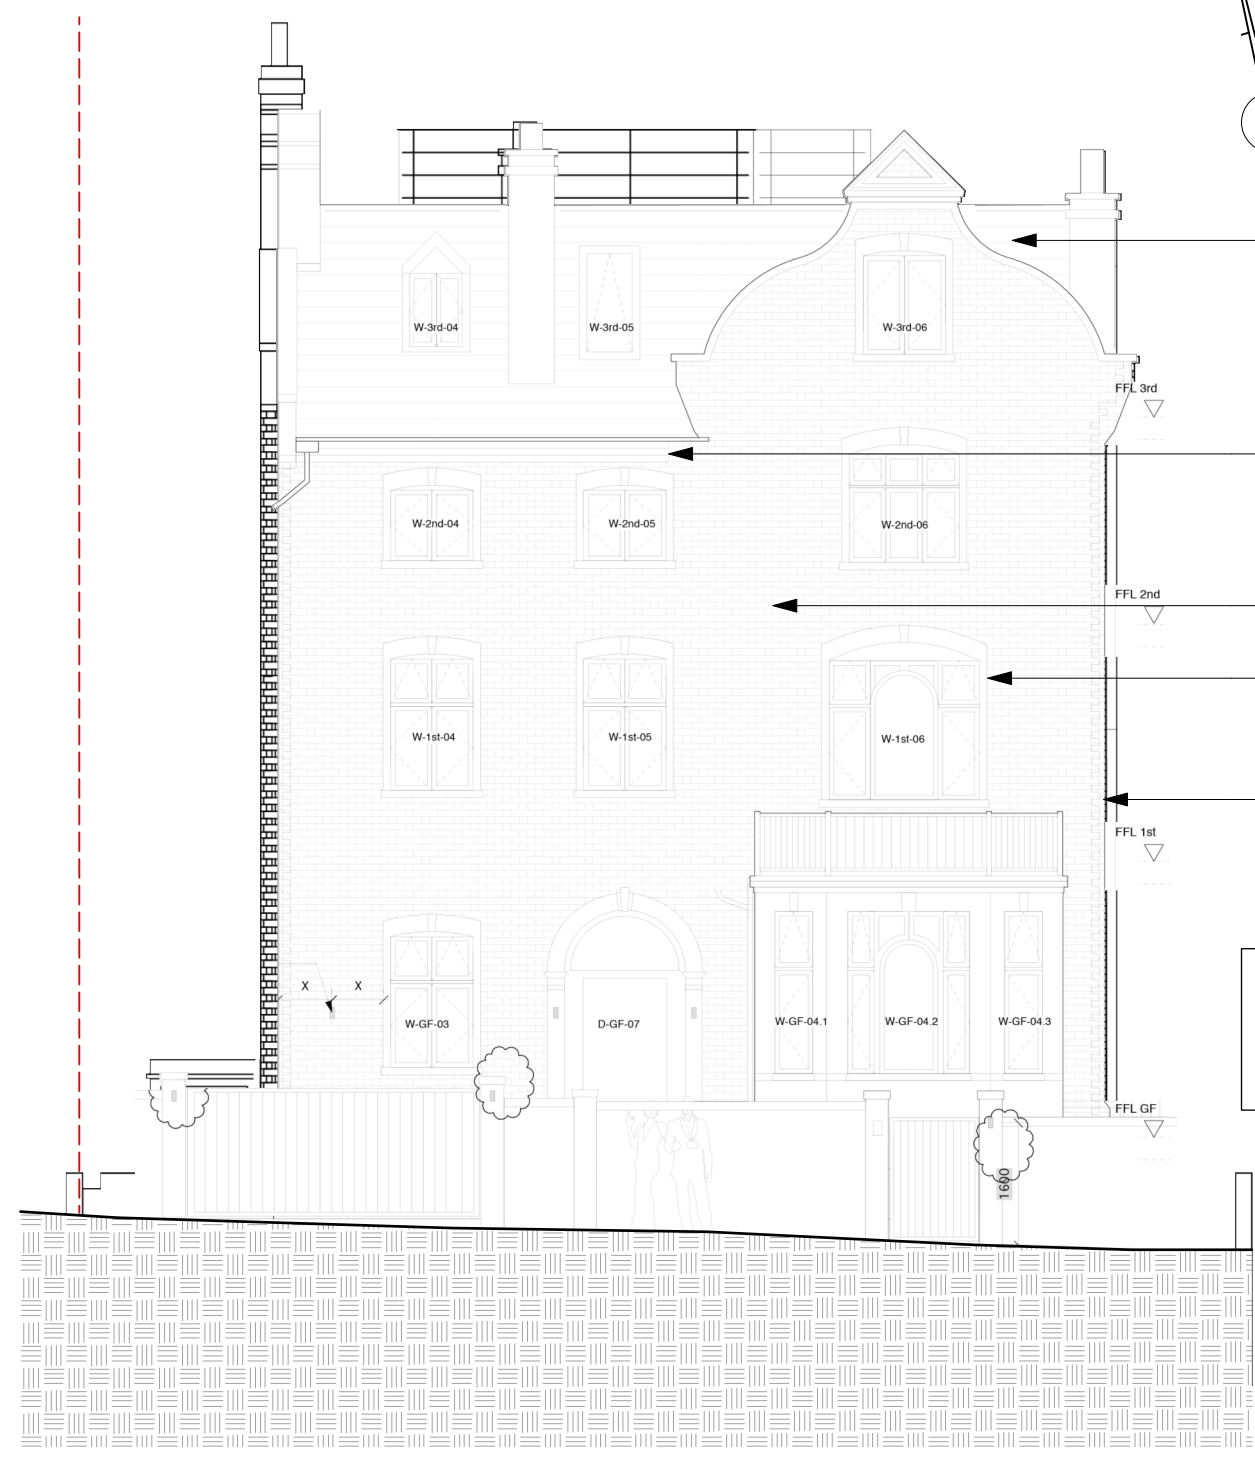 W-3rd-04
W-3rd-05
W-3rd-06
FFL 3rd
W-2nd-04
W-2nd-05
W-2nd-06
FFL 2nd
W-1st-04
W-1st-05
W-1st-06
FFL 1st
X
X
W-GF-03
D-GF-07
W-GF-04.1
W-GF-04.2
W-GF-04.3
FFL GF
1600